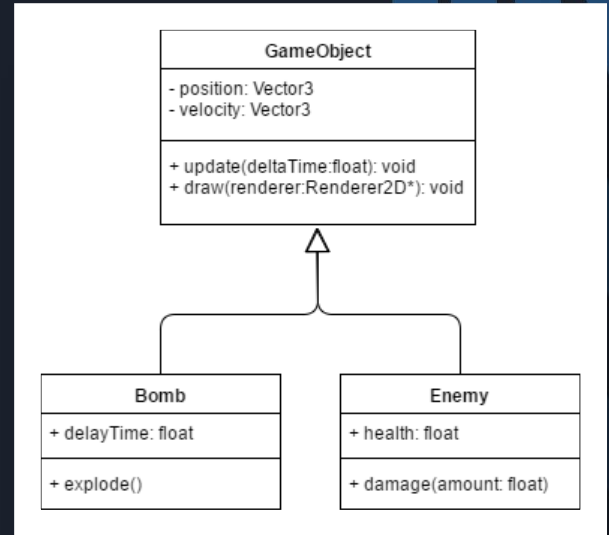 GameObject
- position: Vector3
- velocity: Vector3
+ update(deltaTime:float): void
+ draw(renderer:Renderer2D*): void
Bomb
+ delayTime: float
+ explode()
Enemy
+ health: float
+ damage(amount: float)